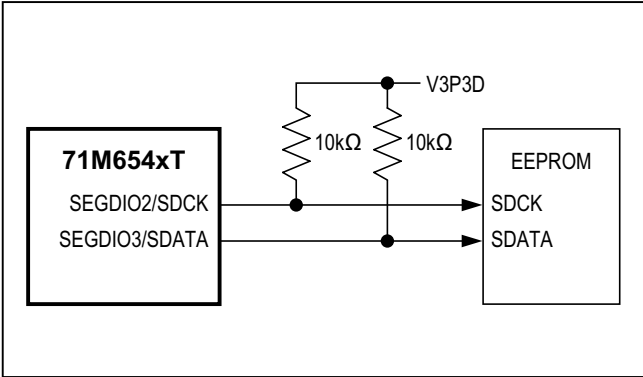 V3P3D
10kΩ 10kΩ
71M654xT
EEPROM
SEGDIO2/SDCK SDCK
SEGDIO3/SDATA SDATA